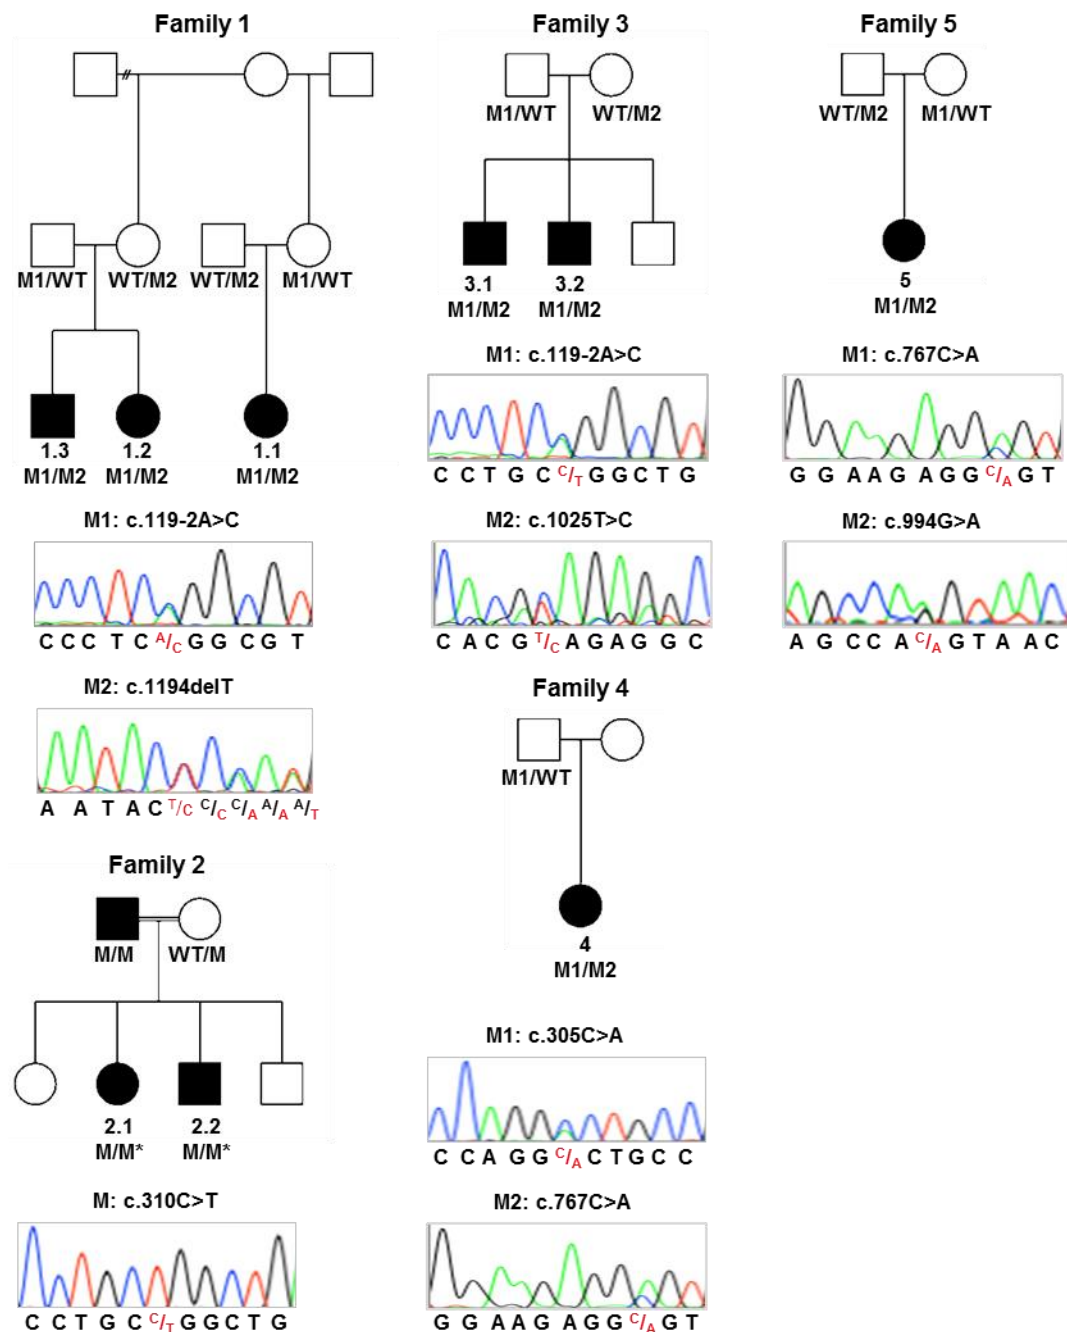 Family 1
M1/WT WT/M2 WT/M2 M1/WT
1.3 1.2 1.1
M1/M2 M1/M2 M1/M2
M1: c.119-2A>C
C C C T C A/C G G C G T
M2: c.1194delT
A A T A C T/C C/C C/A A/A A/T
Family 2
M/M WT/M
2.1 2.2
M/M* M/M*
M: c.310C>T
C C T G C C/T G G C T G
Family 3
M1/WT WT/M2
3.1 3.2
M1/M2 M1/M2
M1: c.119-2A>C
C C T G C C/T G G C T G
M2: c.1025T>C
C A C G T/C A G A G G C
Family 4
M1/WT
4
M1/M2
M1: c.305C>A
C C A G G C/A C T G C C
M2: c.767C>A
G G A A G A G G C/A G T
Family 5
WT/M2 M1/WT
5
M1/M2
M1: c.767C>A
G G A A G A G G C/A G T
M2: c.994G>A
A G C C A C/A G T A A C